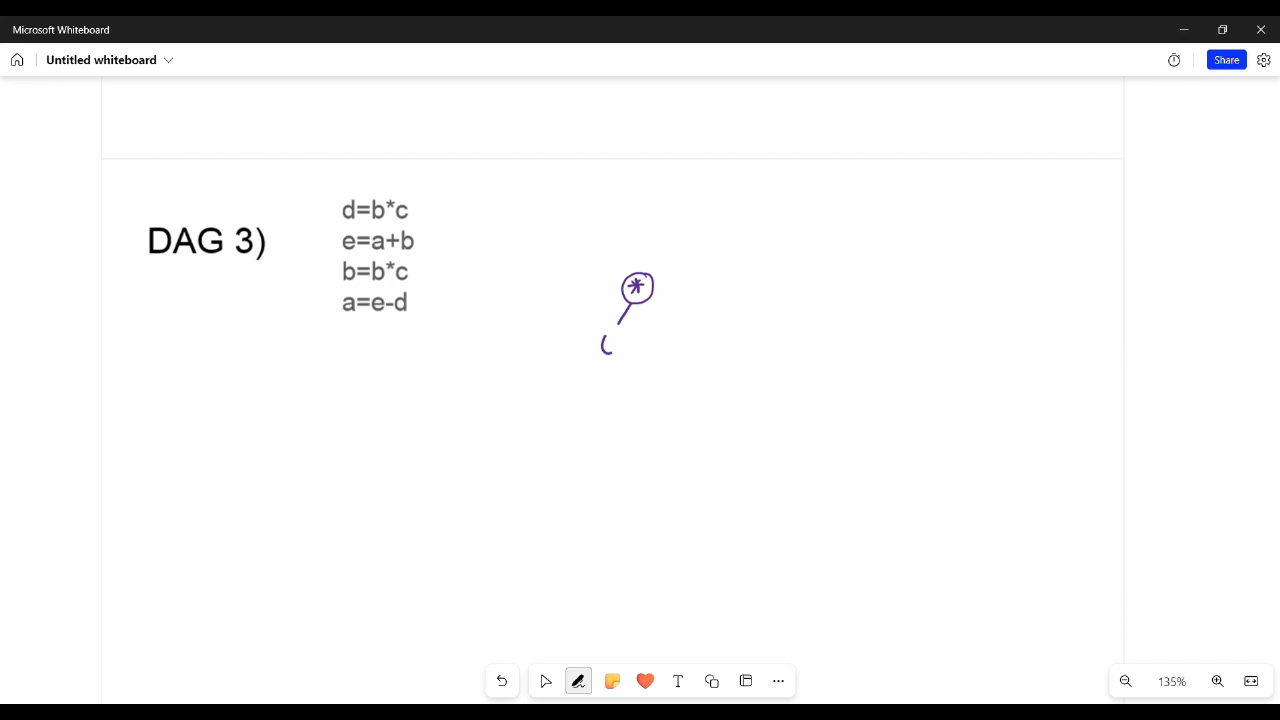 Microsoft Whiteboard
Untitled whiteboard
Share
DAG 3)
d=b*c
e=a+b
b=b*c
a=e-d
*
T
135%